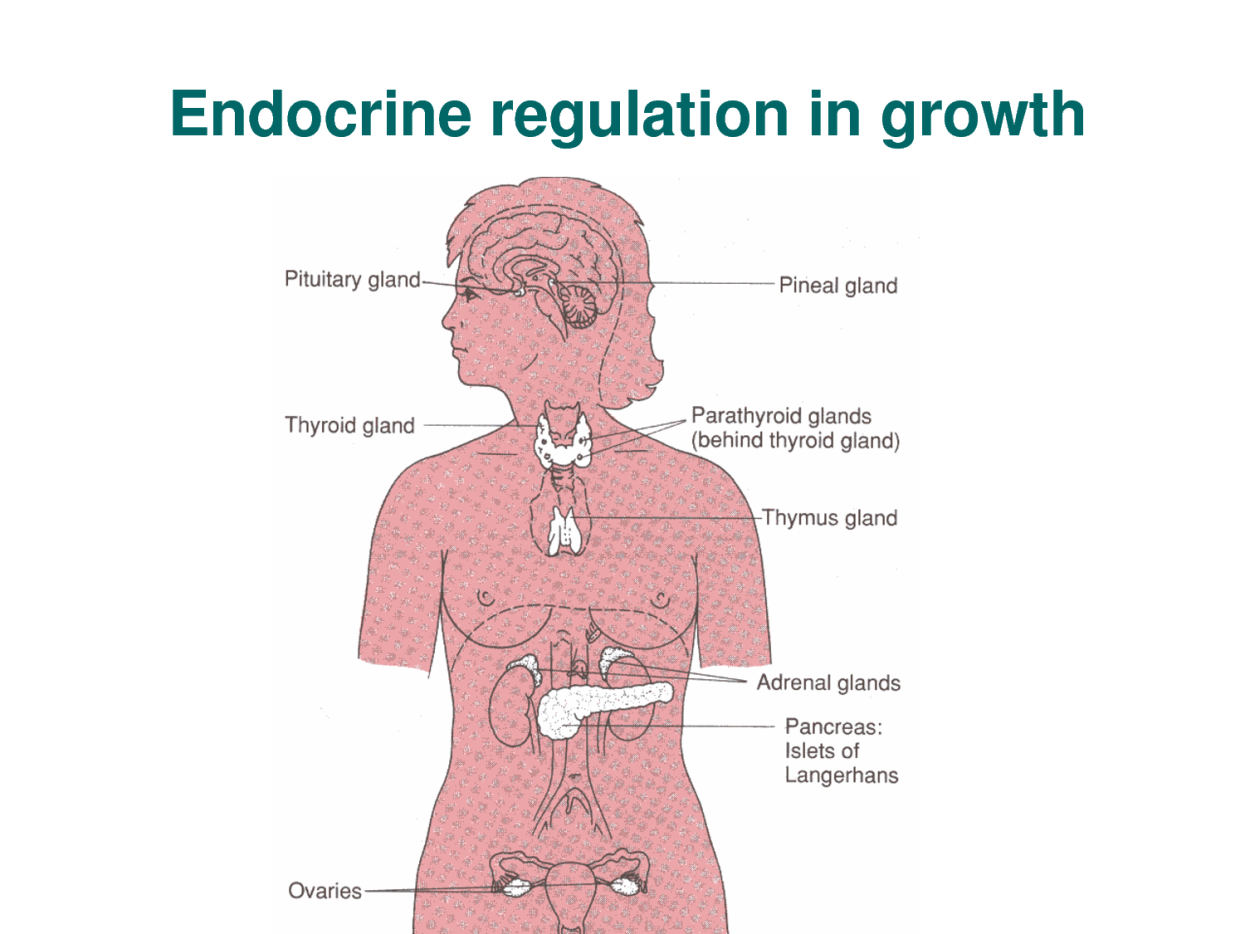 Endocrine regulation in growth
Pituitary gland
Pineal gland
Thyroid gland
Parathyroid glands
(behind thyroid gland)
Thymus gland
Adrenal glands
Pancreas:
Islets of
Langerhans
Ovaries